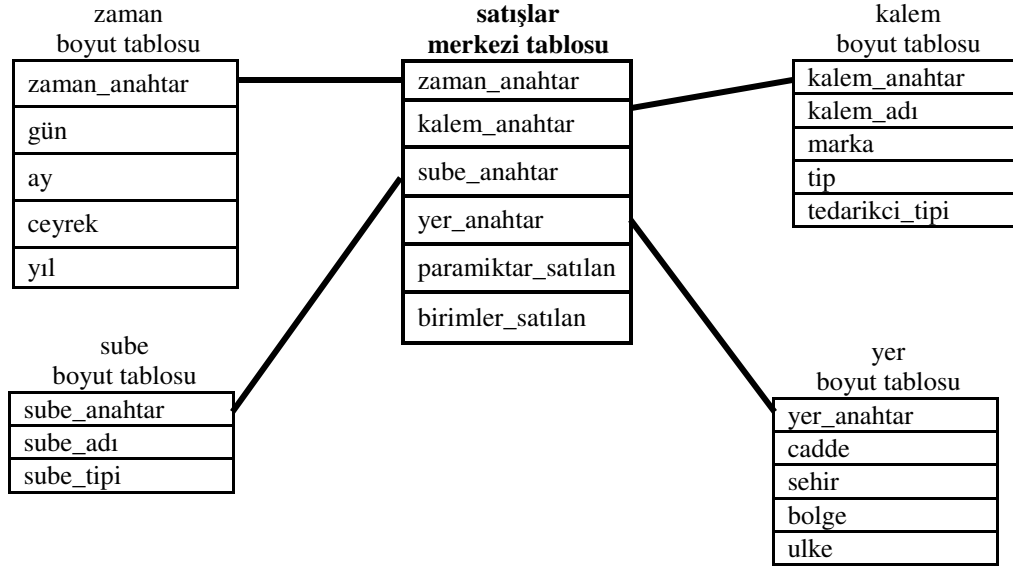 zaman
boyut tablosu
zaman_anahtar
gün
ay
ceyrek
yıl
satışlar
merkezi tablosu
zaman_anahtar
kalem_anahtar
sube_anahtar
yer_anahtar
paramiktar_satılan
birimler_satılan
kalem
boyut tablosu
kalem_anahtar
kalem_adı
marka
tip
tedarikci_tipi
sube
boyut tablosu
sube_anahtar
sube_adı
sube_tipi
yer
boyut tablosu
yer_anahtar
cadde
sehir
bolge
ulke